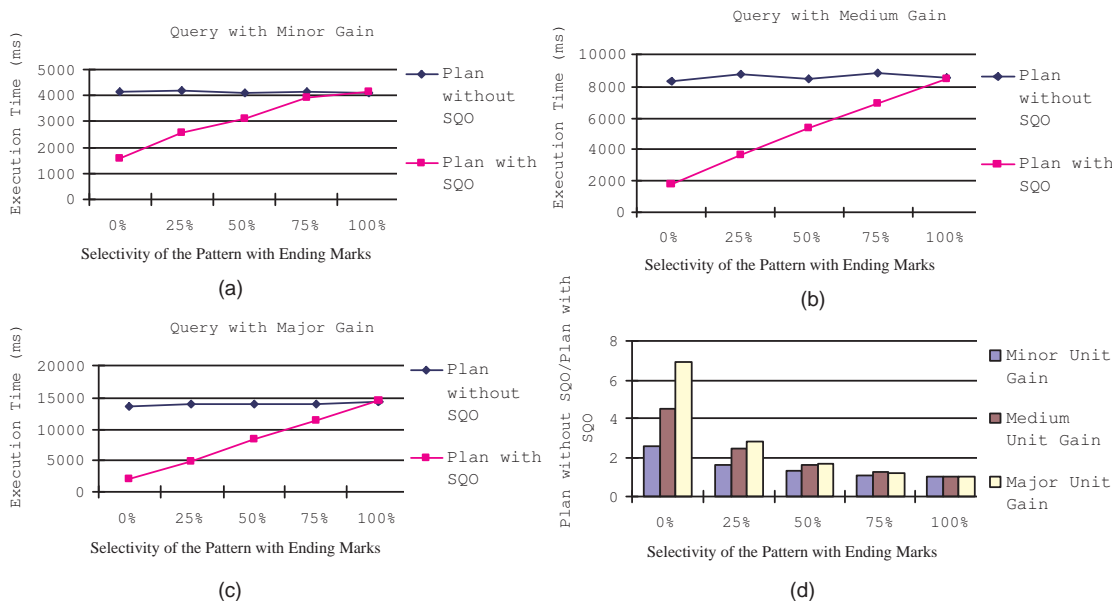 Query with Minor Gain
Execution Time (ms)
5000
4000
3000
2000
1000
0
0% 25% 50% 75% 100%
Selectivity of the Pattern with Ending Marks
Plan
without
SQO
Plan with
SQO
(a)
Query with Medium Gain
Execution Time (ms)
10000
8000
6000
4000
2000
0
0% 25% 50% 75% 100%
Selectivity of the Pattern with Ending Marks
Plan
without
SQO
Plan with
SQO
(b)
Query with Major Gain
Execution Time (ms)
20000
15000
10000
5000
0
0% 25% 50% 75% 100%
Selectivity of the Pattern with Ending Marks
Plan
without
SQO
Plan with
SQO
(c)
Plan without SQO/Plan with
SQO
8
6
4
2
0
0% 25% 50% 75% 100%
Selectivity of the Pattern with Ending Marks
Minor Unit
Gain
Medium
Unit Gain
Major Unit
Gain
(d)